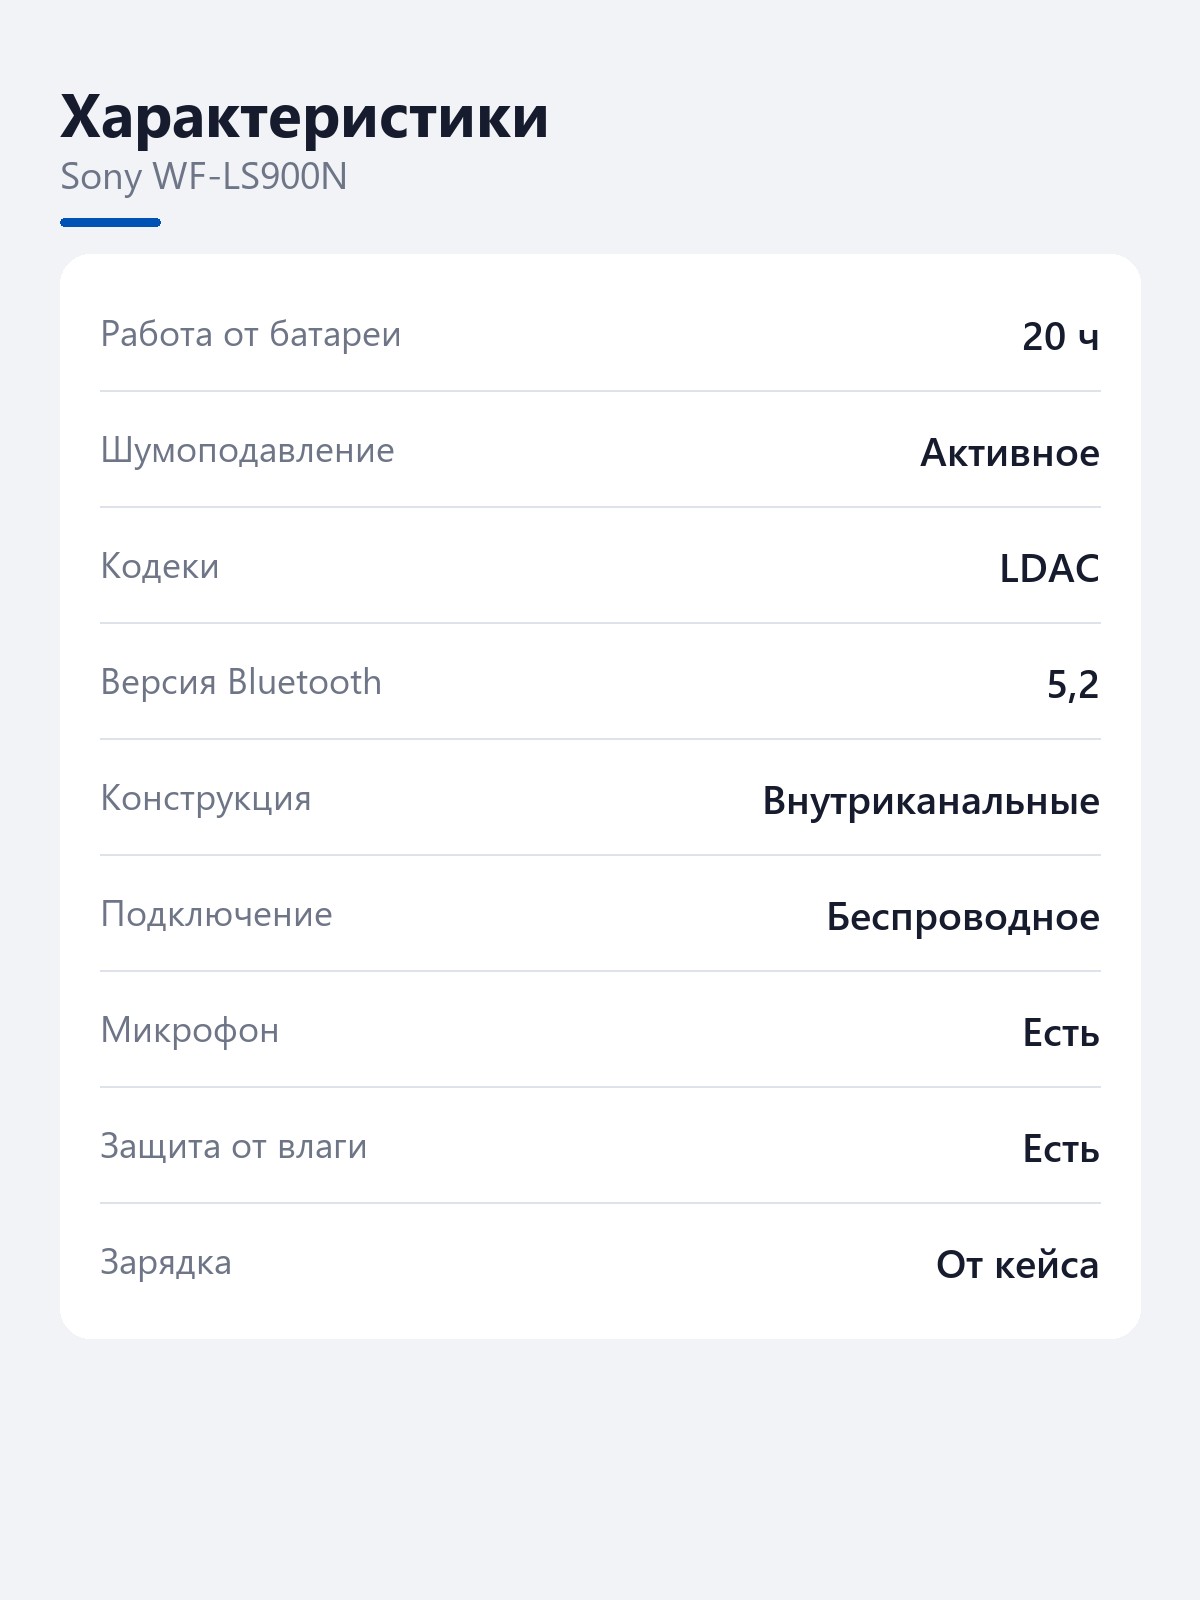 Характеристики
Sony WF-LS900N
Работа от батареи 20 ч
Шумоподавление Активное
Кодеки LDAC
Версия Bluetooth 5,2
Конструкция Внутриканальные
Подключение Беспроводное
Микрофон Есть
Защита от влаги Есть
Зарядка От кейса